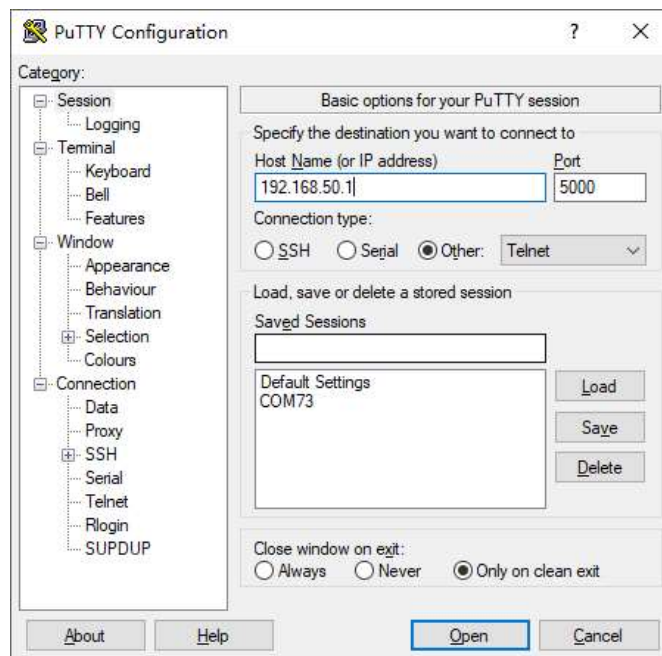 PuTTY Configuration
?
Category:
Session
Logging
Terminal
Keyboard
Bell
Features
Window
Appearance
Behaviour
Translation
Selection
Colours
Connection
Data
Proxy
SSH
Serial
Telnet
Rlogin
SUPDUP
Basic options for your PuTTY session
Specify the destination you want to connect to
Host Name (or IP address) Port
192.168.50.1 5000
Connection type:
SSH Serial Other: Telnet
Load, save or delete a stored session
Saved Sessions
Default Settings
COM73
Load
Save
Delete
Close window on exit:
Always Never Only on clean exit
About Help Open Cancel